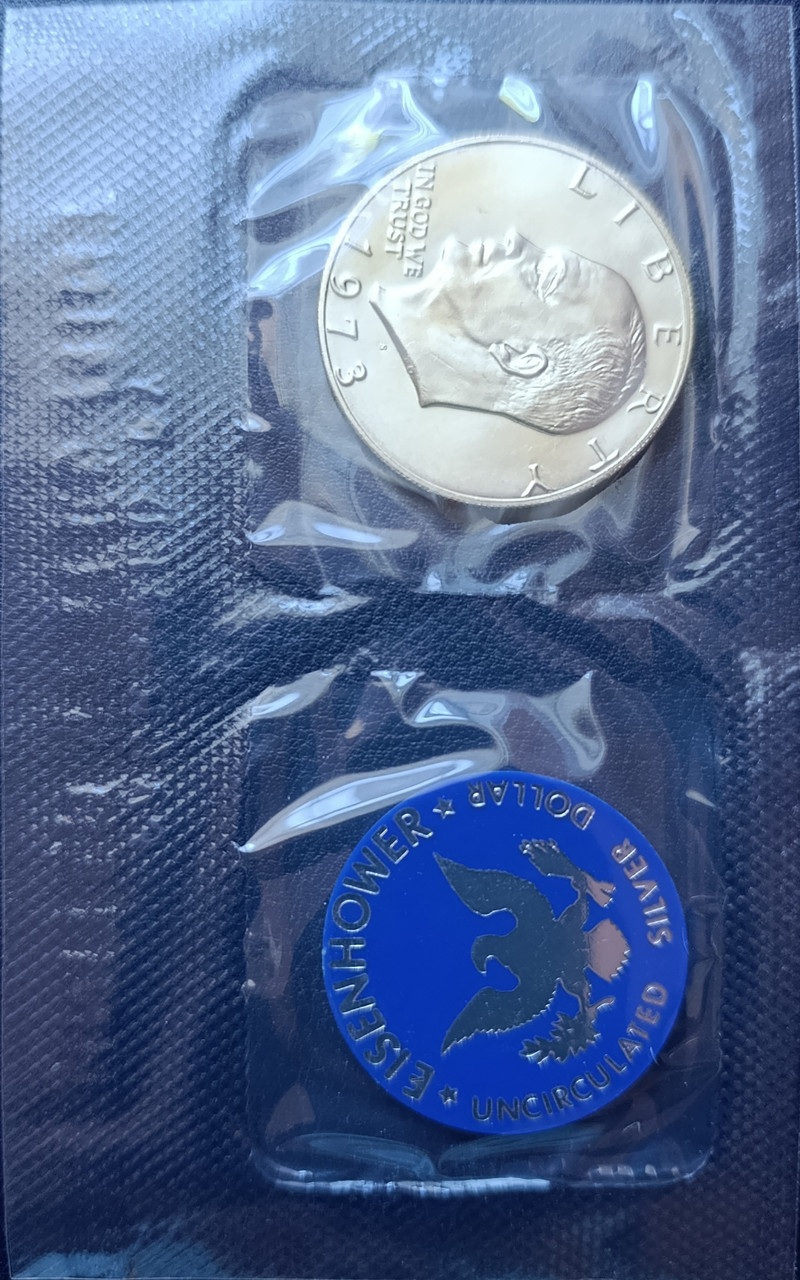 LIBERTY
IN GOD WE
TRUST
S
1973
EISENHOWER
★ UNCIRCULATED SILVER DOLLAR ★